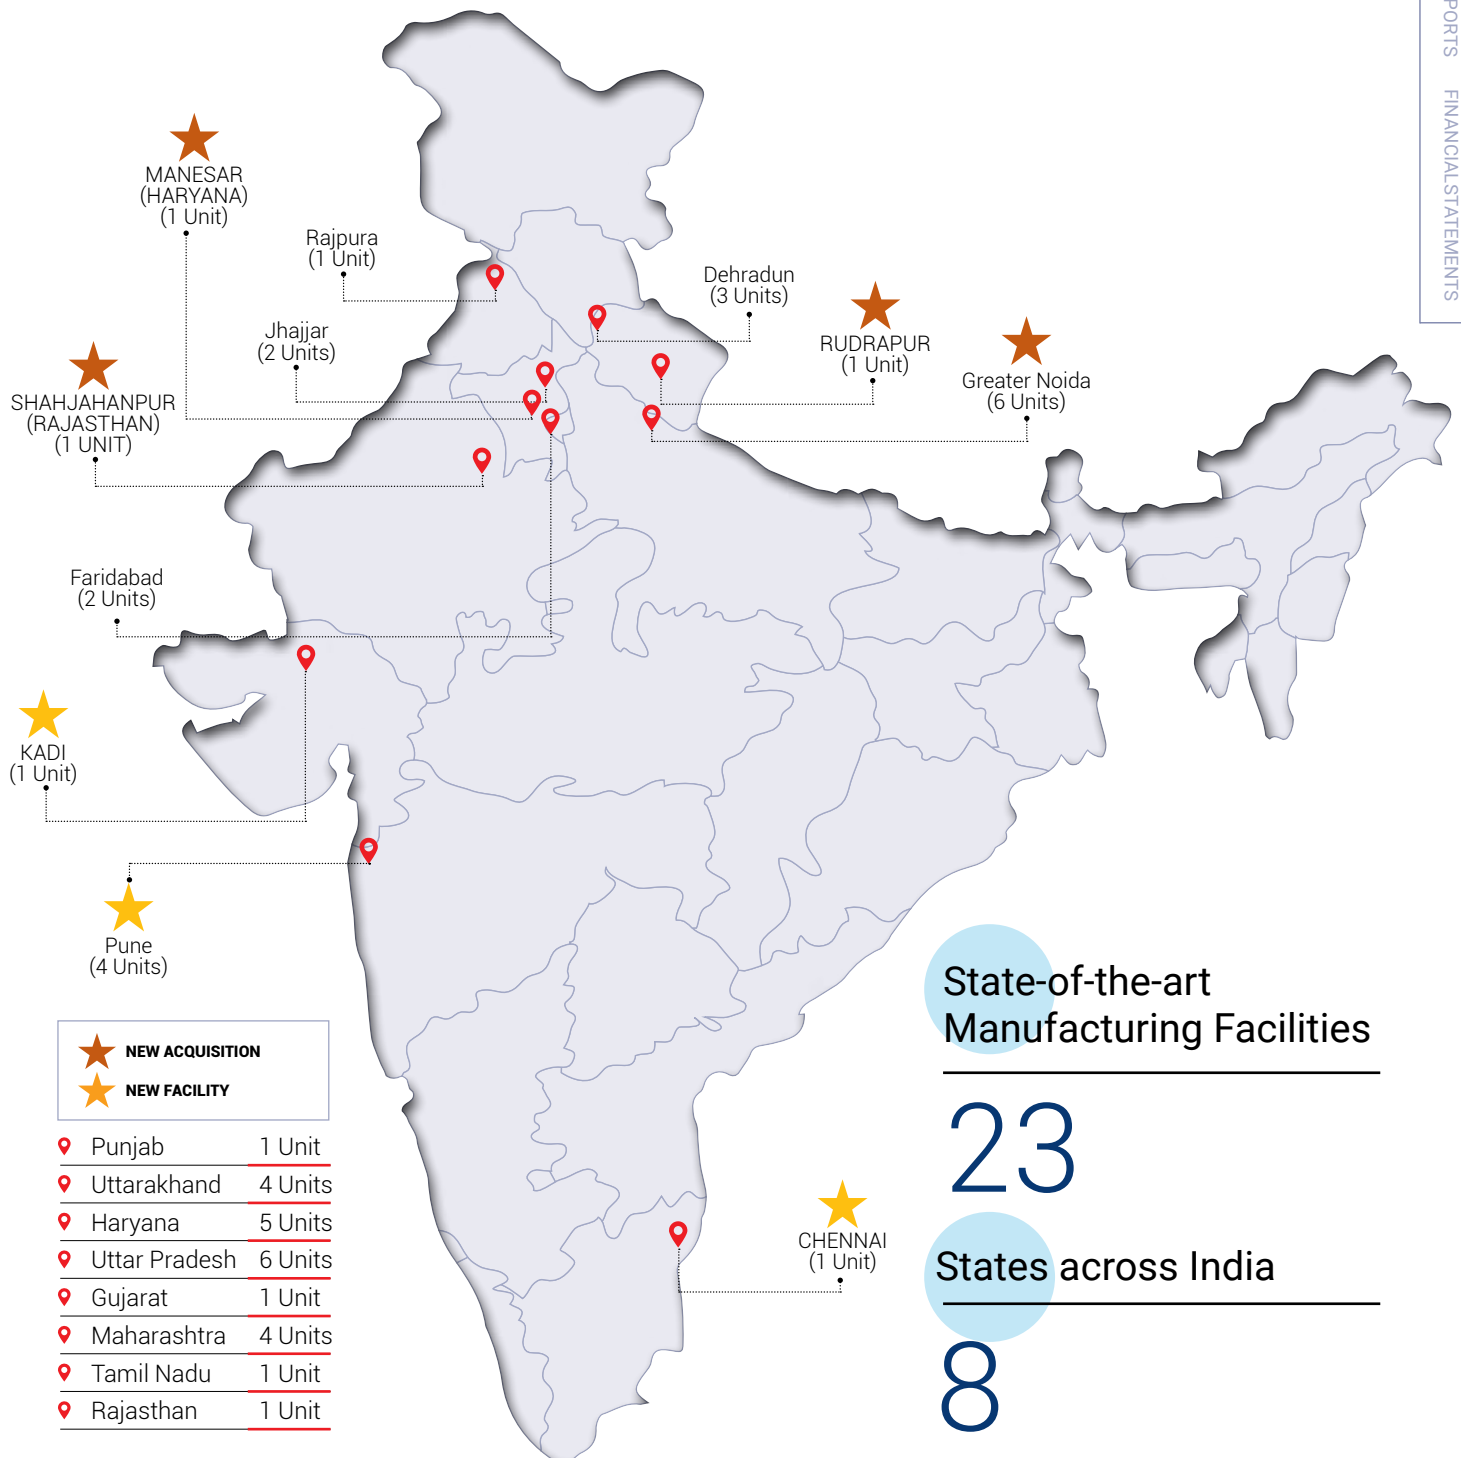 PORTS FINANCIALSTATEMENTS
MANESAR
(HARYANA)
(1 Unit)
Rajpura
(1 Unit)
Dehradun
(3 Units)
RUDRAPUR
(1 Unit)
Jhajjar
(2 Units)
Greater Noida
(6 Units)
SHAHJAHANPUR
(RAJASTHAN)
(1 UNIT)
Faridabad
(2 Units)
KADI
(1 Unit)
Pune
(4 Units)
NEW ACQUISITION
NEW FACILITY
Punjab 1 Unit
Uttarakhand 4 Units
Haryana 5 Units
Uttar Pradesh 6 Units
Gujarat 1 Unit
Maharashtra 4 Units
Tamil Nadu 1 Unit
Rajasthan 1 Unit
CHENNAI
(1 Unit)
State-of-the-art
Manufacturing Facilities
23
States across India
8